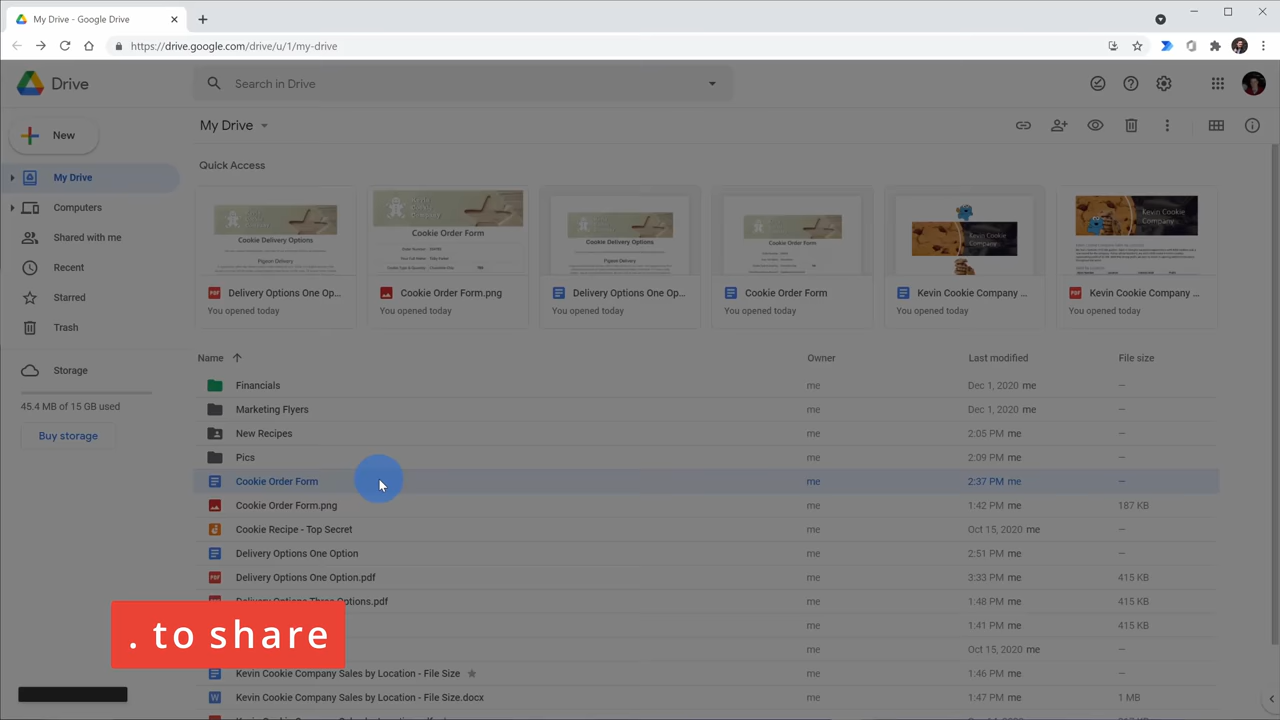 My Drive - Google Drive
https://drive.google.com/drive/u/1/my-drive
Drive
Search in Drive
New
My Drive
My Drive
Computers
Shared with me
Recent
Starred
Trash
Storage
45.4 MB of 15 GB used
Buy storage
Quick Access
Cookie Delivery Options
Pigeon Delivery
Kevin Cookie Company
Cookie Order Form
Cookie Delivery Options
Pigeon Delivery
Cookie Order Form
Kevin Cookie Company
Kevin Cookie Company
Delivery Options One Op...
You opened today
Cookie Order Form.png
You opened today
Delivery Options One Op...
You opened today
Cookie Order Form
You opened today
Kevin Cookie Company ...
You opened today
Kevin Cookie Company ...
You opened today
Name Owner Last modified File size
Financials me Dec 1, 2020 me –
Marketing Flyers me Dec 1, 2020 me –
New Recipes me 2:05 PM me –
Pics me 2:09 PM me –
Cookie Order Form me 2:37 PM me –
Cookie Order Form.png me 1:42 PM me 187 KB
Cookie Recipe - Top Secret me Oct 15, 2020 me –
Delivery Options One Option me 2:51 PM me –
Delivery Options One Option.pdf me 3:33 PM me 415 KB
Delivery Options Three Options.pdf me 1:48 PM me 415 KB
me 1:41 PM me 415 KB
me Oct 15, 2020 me –
Kevin Cookie Company Sales by Location - File Size me 1:46 PM me –
Kevin Cookie Company Sales by Location - File Size.docx me 1:47 PM me 1 MB
. to share